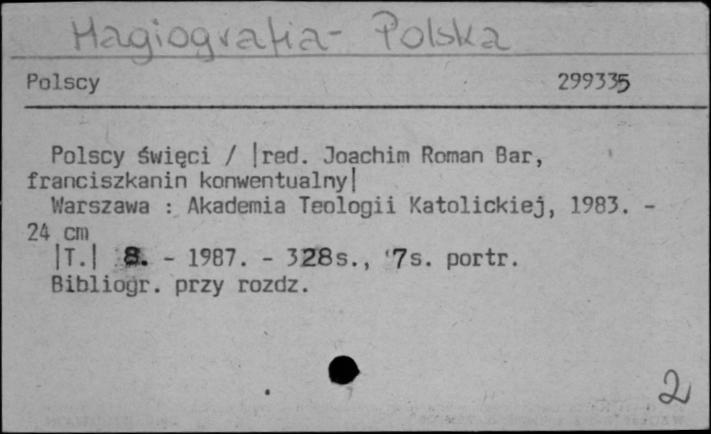 Hagiografia - Polska
Polscy 299335
Polscy święci / |red. Joachim Roman Bar,
franciszkanin konwentualny|
Warszawa : Akademia Teologii Katolickiej, 1983. -
24 cm
|T.| 8. - 1987. - 328s., 7s. portr.
Bibliogr. przy rozdz.
2